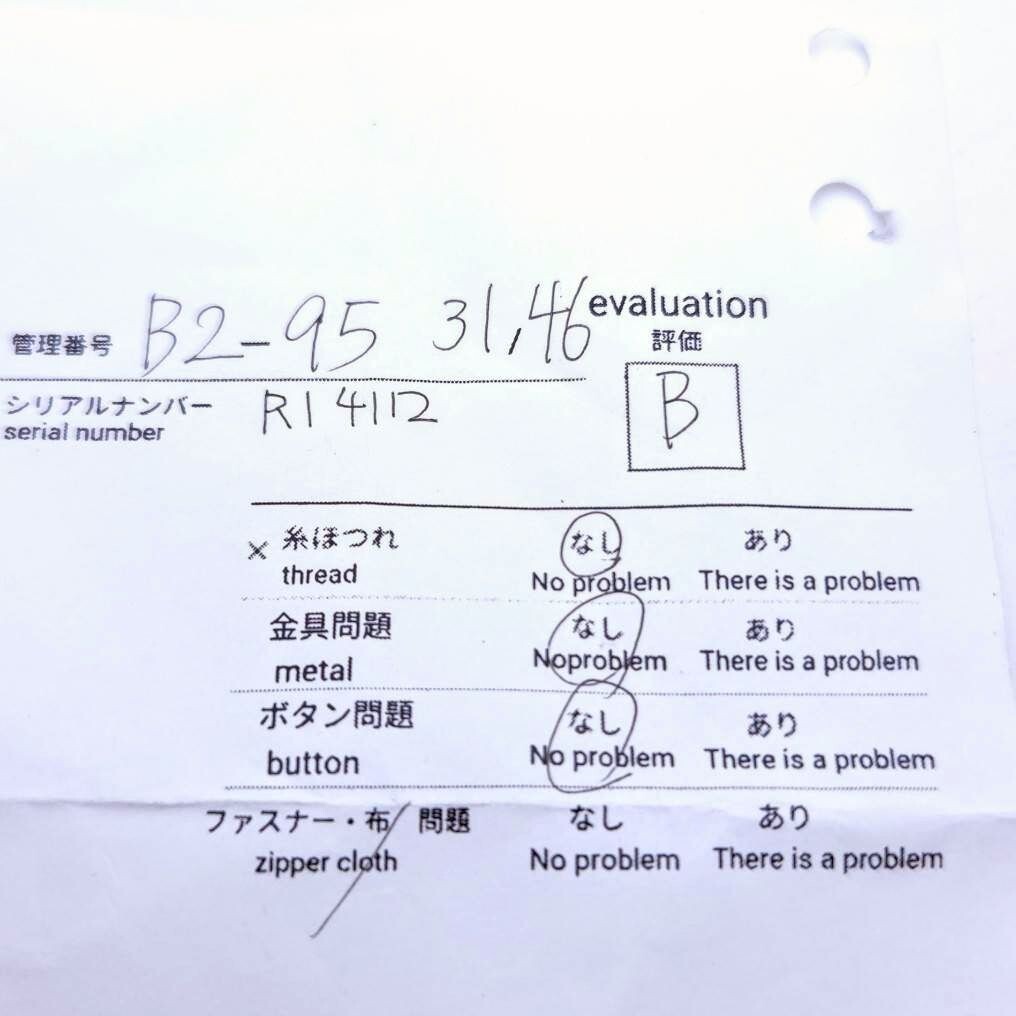 管理番号 B2-95 31,46 evaluation
評価
B
シリアルナンバー
serial number RI4112
× 糸ほつれ なし あり
thread No problem There is a problem
金具問題 なし あり
metal Noproblem There is a problem
ボタン問題 なし あり
button No problem There is a problem
ファスナー・布/問題 なし あり
zipper cloth No problem There is a problem